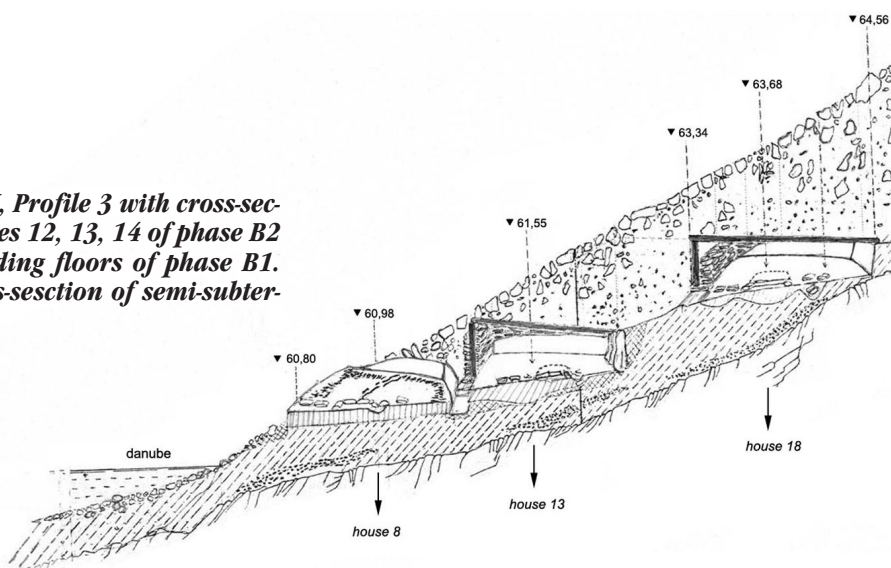 , Profile 3 with cross-sec-
es 12, 13, 14 of phase B2
ding floors of phase B1.
s-sesction of semi-subter-
▼ 64,56
▼ 63,68
▼ 63,34
▼ 61,55
▼ 60,98
▼ 60,80
danube
house 18
house 13
house 8